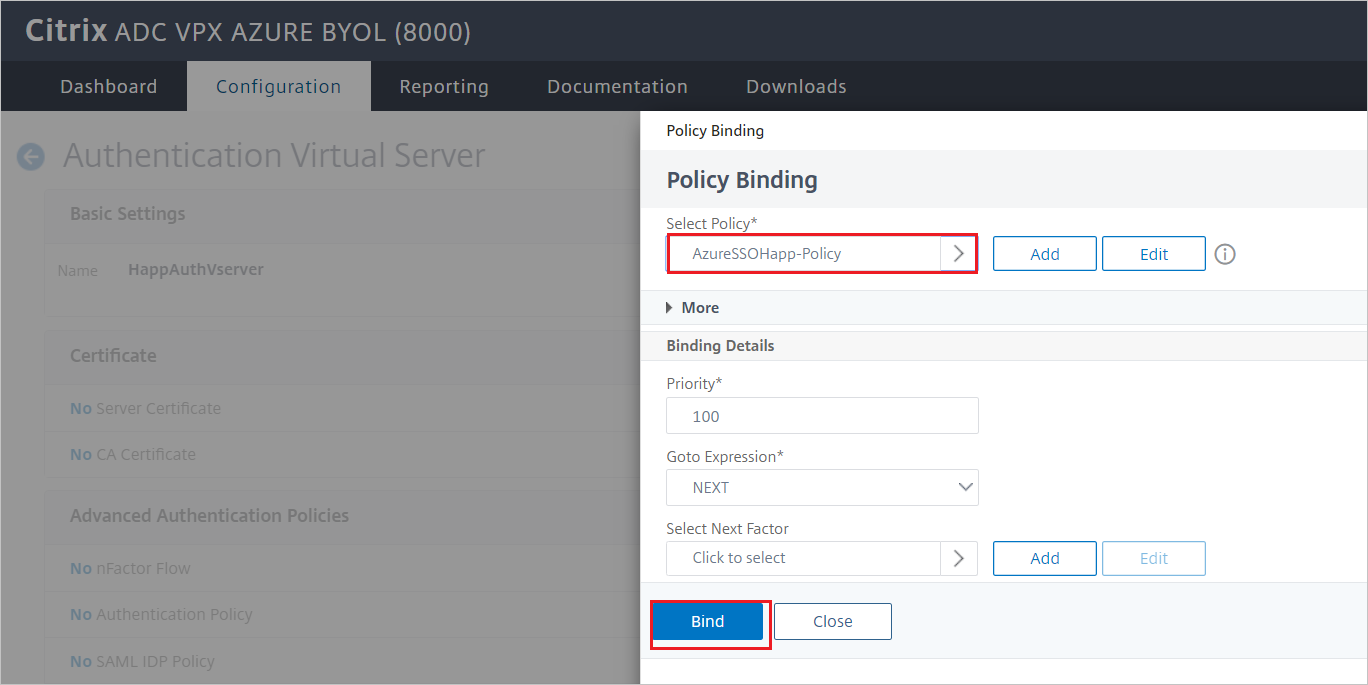 Citrix ADC VPX AZURE BYOL (8000)
Dashboard Configuration Reporting Documentation Downloads
Authentication Virtual Server
Basic Settings
Name HappAuthVserver
Certificate
No Server Certificate
No CA Certificate
Advanced Authentication Policies
No nFactor Flow
No Authentication Policy
No SAML IDP Policy
Policy Binding
Policy Binding
Select Policy*
AzureSSOHapp-Policy Add Edit
More
Binding Details
Priority*
100
Goto Expression*
NEXT
Select Next Factor
Click to select Add Edit
Bind Close